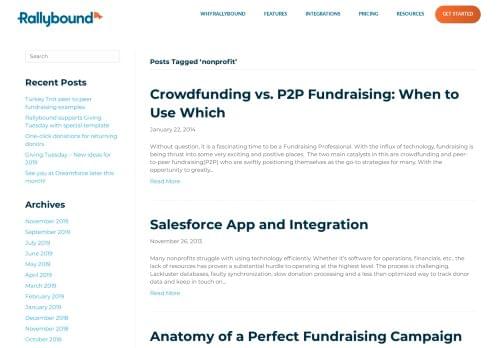 Rallybound
WHY RALLYBOUND
FEATURES
INTEGRATIONS
PRICING
RESOURCES
GET STARTED
Search
Recent Posts
Turkey Trot peer to peer
fundraising examples
Rallybound supports Giving
Tuesday with special template
One-click donations for returning
donors
Giving Tuesday – New ideas for
2019
See you at Dreamforce later this
month!
Archives
November 2019
September 2019
July 2019
June 2019
May 2019
April 2019
March 2019
February 2019
January 2019
December 2018
November 2018
October 2018
Posts Tagged ‘nonprofit’
Crowdfunding vs. P2P Fundraising: When to
Use Which
January 22, 2014
Without question, it is a fascinating time to be a Fundraising Professional. With the influx of technology, fundraising is
being thrust into some very exciting and positive places. The two main catalysts in this are crowdfunding and peer-
to-peer fundraising(P2P) who are swiftly positioning themselves as the go-to strategies for many. With the
opportunity to greatly...
Read More
Salesforce App and Integration
November 26, 2013
Many nonprofits struggle with using technology efficiently. Whether it’s software for operations, financials, etc., the
lack of resources has proven a substantial hurdle to operating at the highest level. The process is challenging.
Lackluster databases, faulty synchronization, slow donation processing and a less than optimized way to track donor
data and keep in touch on...
Read More
Anatomy of a Perfect Fundraising Campaign